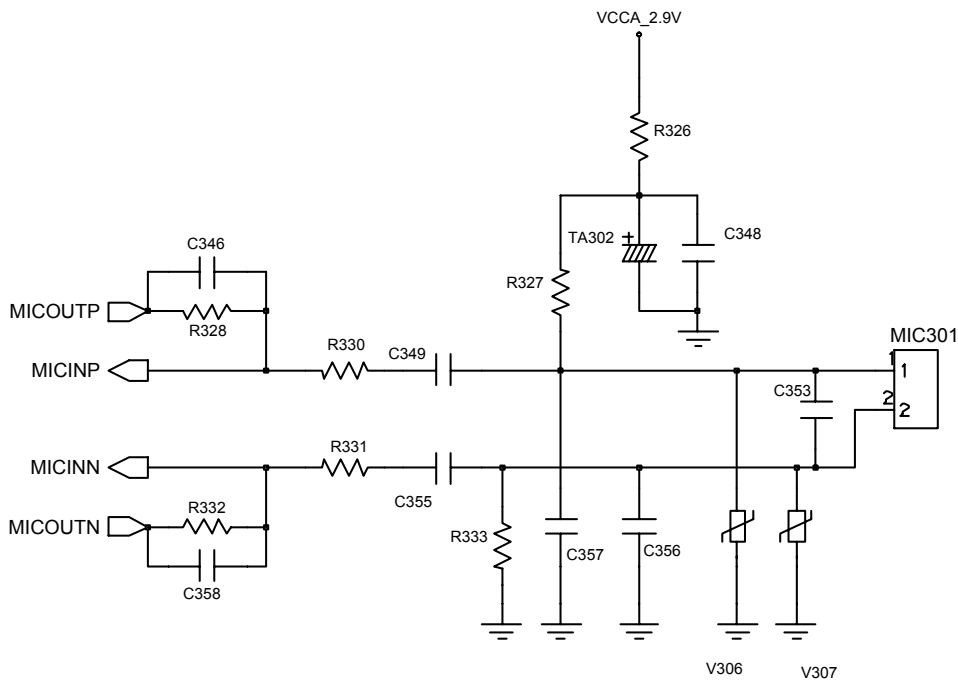 VCCA_2.9V
R326
C346
TA302 +
C348
R327
MICOUTP
R328
MIC301
MICINP
R330
C349
1
1
C353
2
2
MICINN
R331
C355
MICOUTN
R332
R333
C357
C356
C358
V306
V307